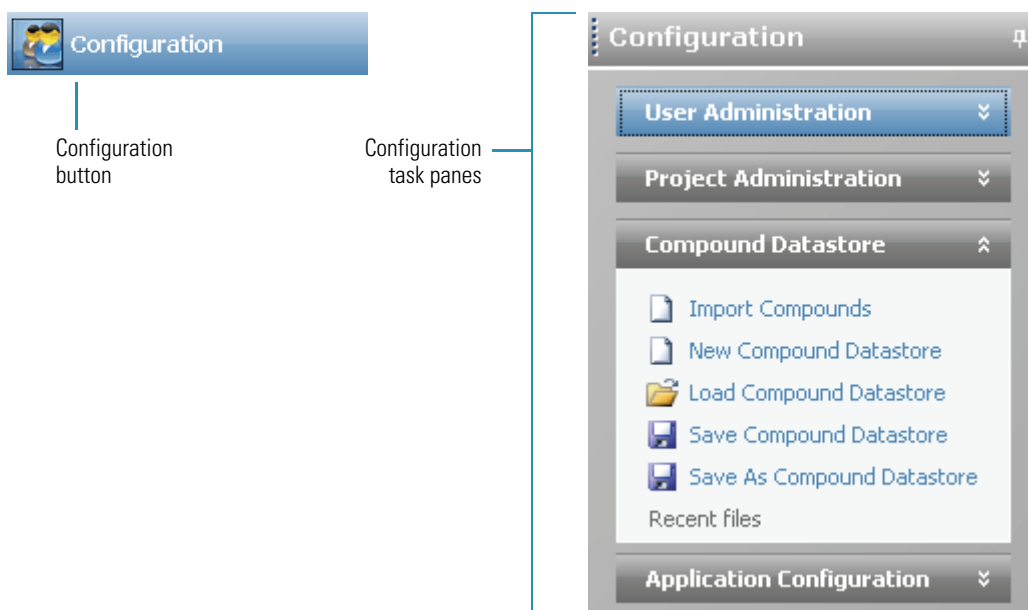 Configuration
Configuration
button
Configuration
task panes
Configuration
User Administration
Project Administration
Compound Datastore
Import Compounds
New Compound Datastore
Load Compound Datastore
Save Compound Datastore
Save As Compound Datastore
Recent files
Application Configuration